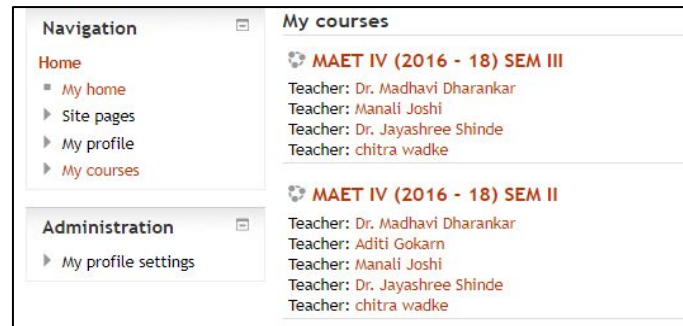 Navigation
Home
My home
Site pages
My profile
My courses
Administration
My profile settings
My courses
MAET IV (2016 - 18) SEM III
Teacher: Dr. Madhavi Dharankar
Teacher: Manali Joshi
Teacher: Dr. Jayashree Shinde
Teacher: chitra wadke
MAET IV (2016 - 18) SEM II
Teacher: Dr. Madhavi Dharankar
Teacher: Aditi Gokarn
Teacher: Manali Joshi
Teacher: Dr. Jayashree Shinde
Teacher: chitra wadke